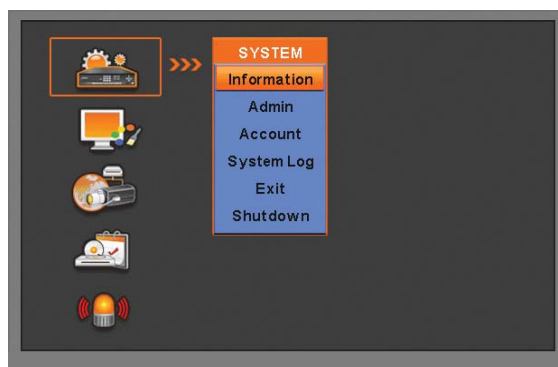 SYSTEM
Information
Admin
Account
System Log
Exit
Shutdown